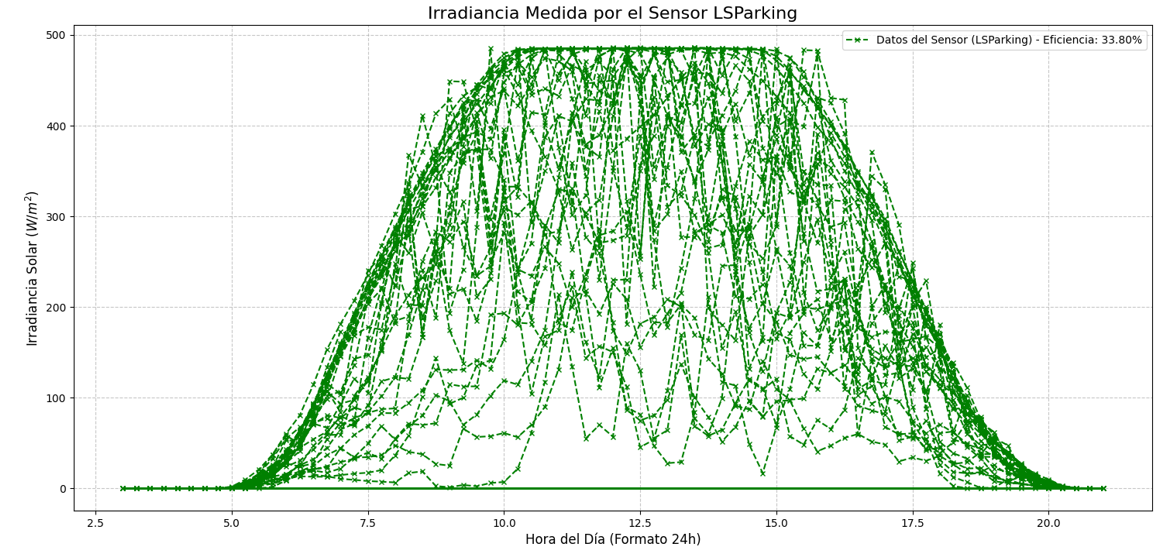 Irradiancia Medida por el Sensor LSParking
Datos del Sensor (LSParking) - Eficiencia: 33.80%
Irradiancia Solar (W/m²)
500
400
300
200
100
0
2.5 5.0 7.5 10.0 12.5 15.0 17.5 20.0
Hora del Día (Formato 24h)